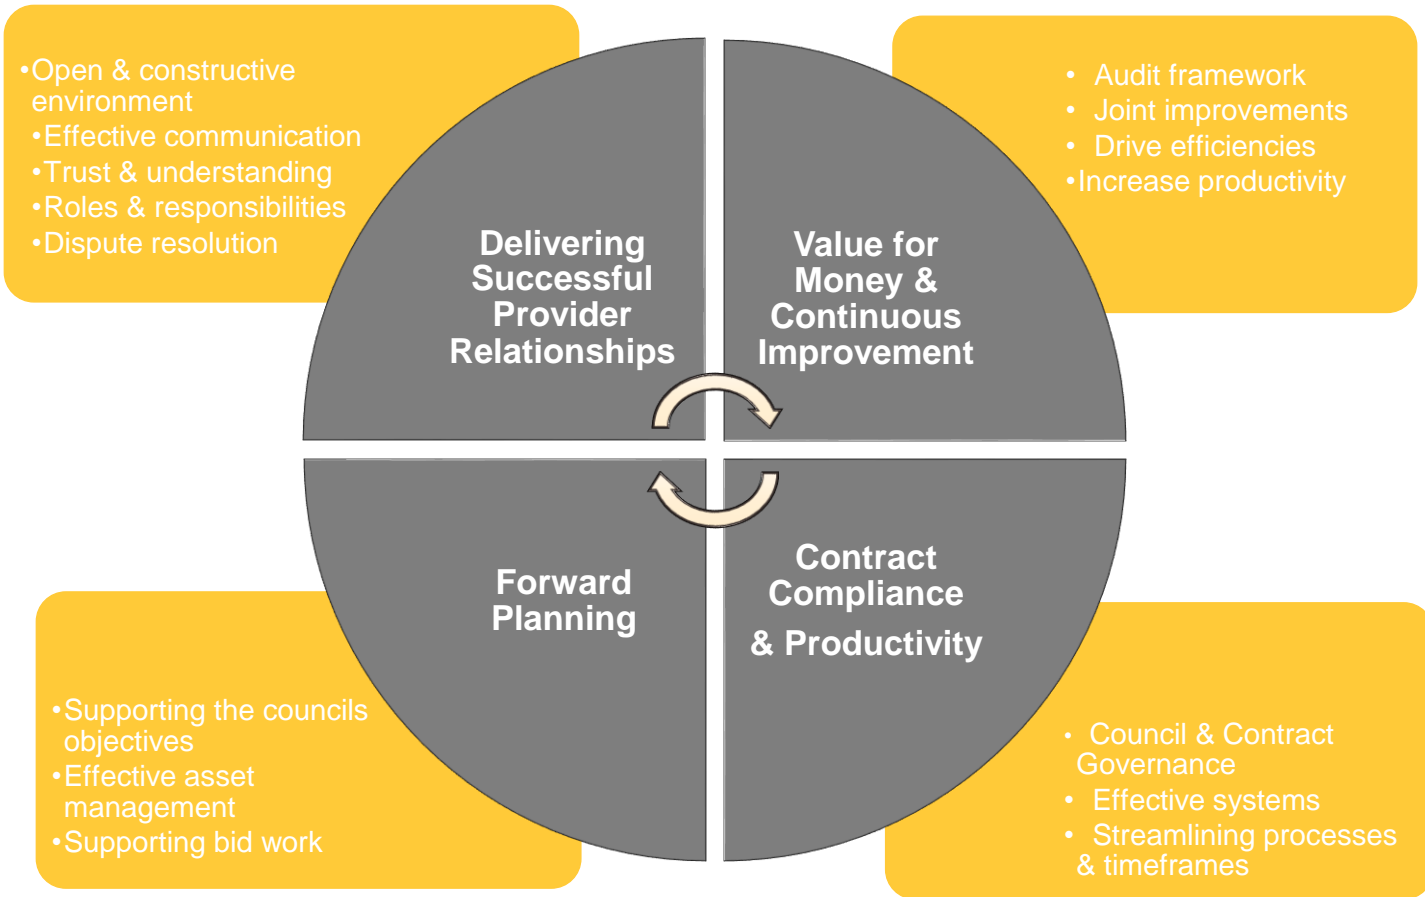 •Open & constructive
environment
•Effective communication
•Trust & understanding
•Roles & responsibilities
•Dispute resolution
• Audit framework
• Joint improvements
• Drive efficiencies
•Increase productivity
Delivering
Successful
Provider
Relationships
Value for
Money &
Continuous
Improvement
Forward
Planning
Contract
Compliance
& Productivity
•Supporting the councils
objectives
•Effective asset
management
•Supporting bid work
• Council & Contract
Governance
• Effective systems
• Streamlining processes
& timeframes